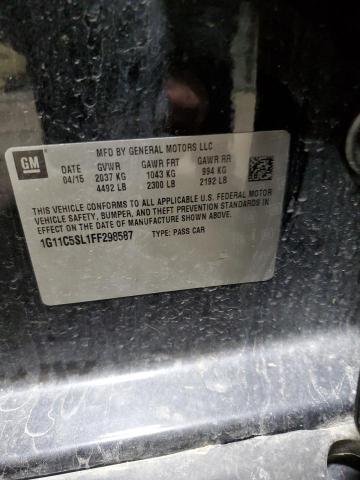 MFD BY GENERAL MOTORS LLC
GM
DATE GVWR GAWR FRT GAWR RR
04/15 2037 KG 1043 KG 994 KG
4492 LB 2300 LB 2192 LB
THIS VEHICLE CONFORMS TO ALL APPLICABLE U.S. FEDERAL MOTOR
VEHICLE SAFETY, BUMPER, AND THEFT PREVENTION STANDARDS IN
EFFECT ON THE DATE OF MANUFACTURE SHOWN ABOVE.
1G11C5SL1FF298587 TYPE: PASS CAR